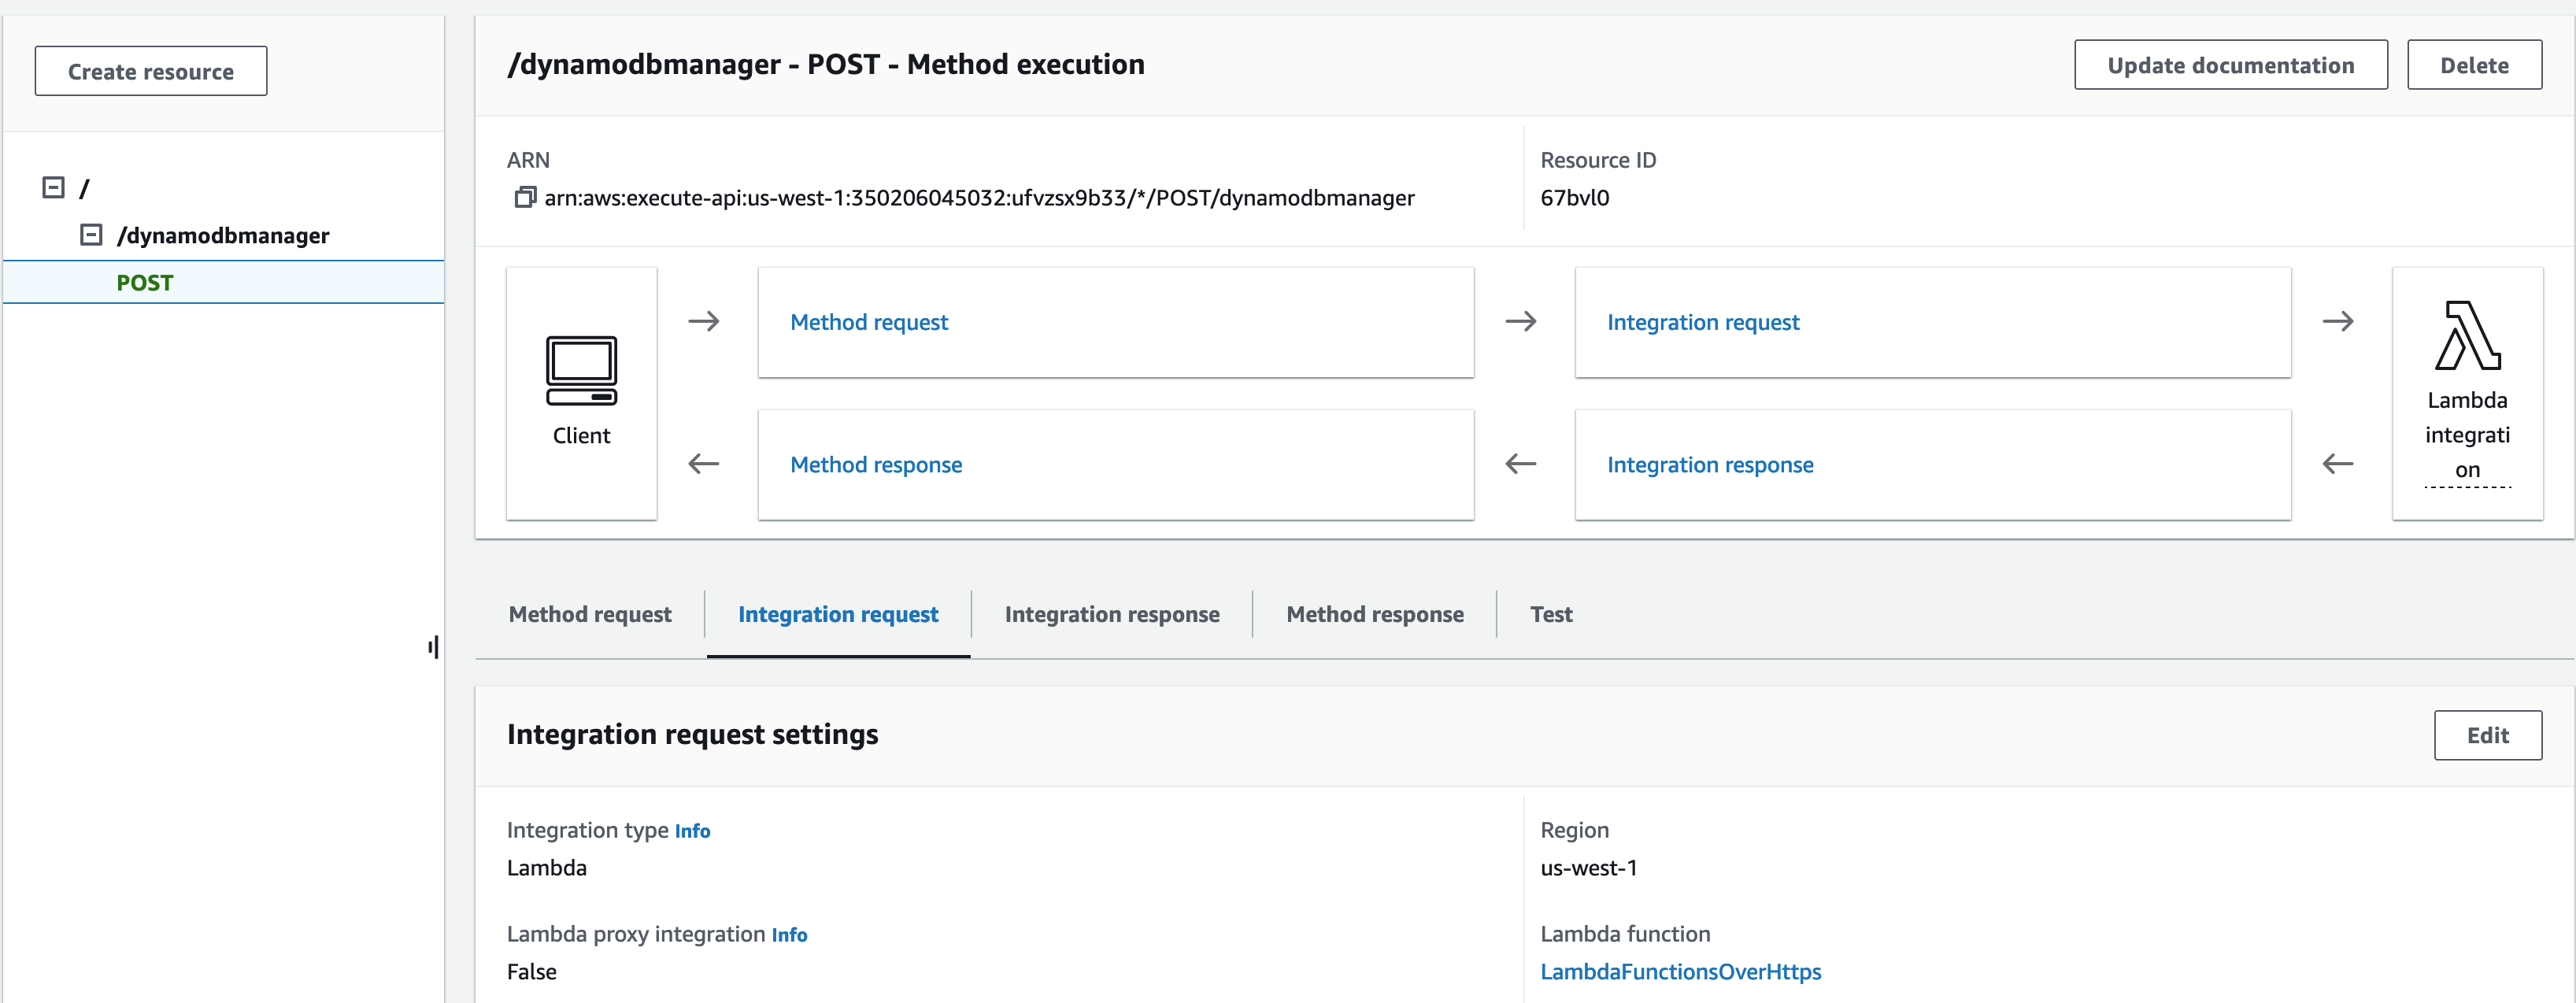 Create resource
/
/dynamodbmanager
POST
/dynamodbmanager - POST - Method execution
Update documentation
Delete
ARN
arn:aws:execute-api:us-west-1:350206045032:ufvzsx9b33/*/POST/dynamodbmanager
Resource ID
67bvl0
Client
Method request
Integration request
Method response
Integration response
Lambda
integrati
on
Method request
Integration request
Integration response
Method response
Test
Integration request settings
Edit
Integration type Info
Lambda
Region
us-west-1
Lambda proxy integration Info
False
Lambda function
LambdaFunctionsOverHttps